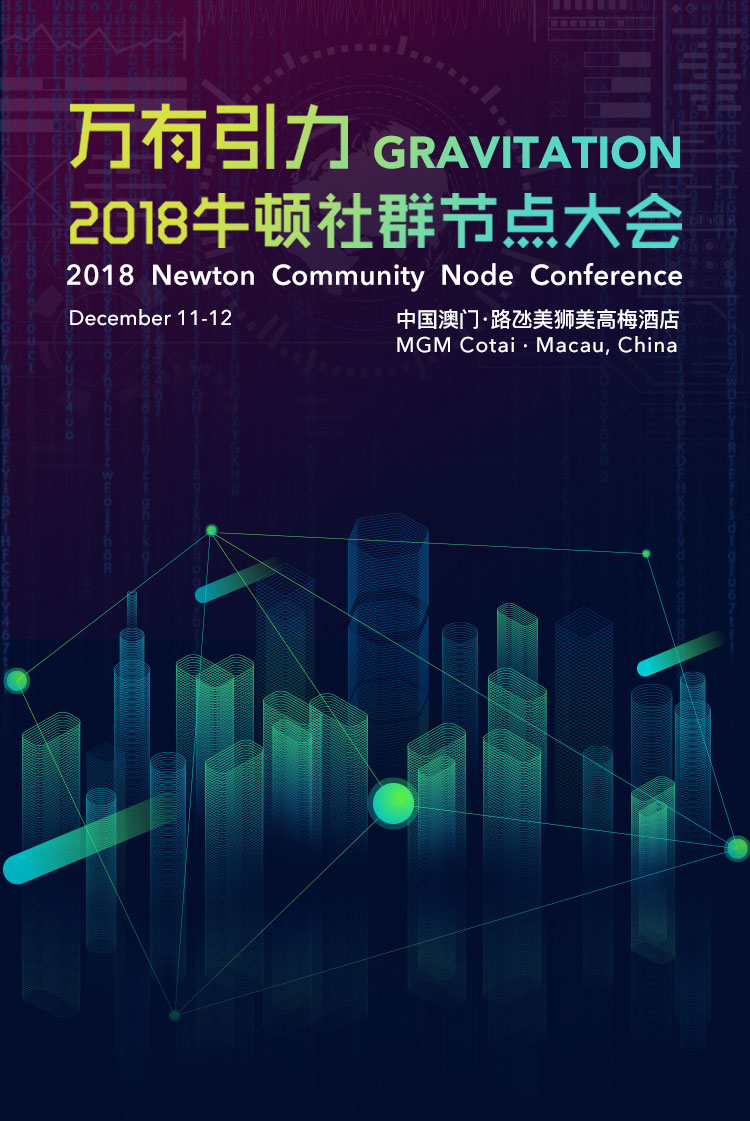 万有引力 GRAVITATION
2018牛顿社群节点大会
2018 Newton Community Node Conference
December 11-12
中国澳门·路氹美狮美高梅酒店
MGM Cotai · Macau, China